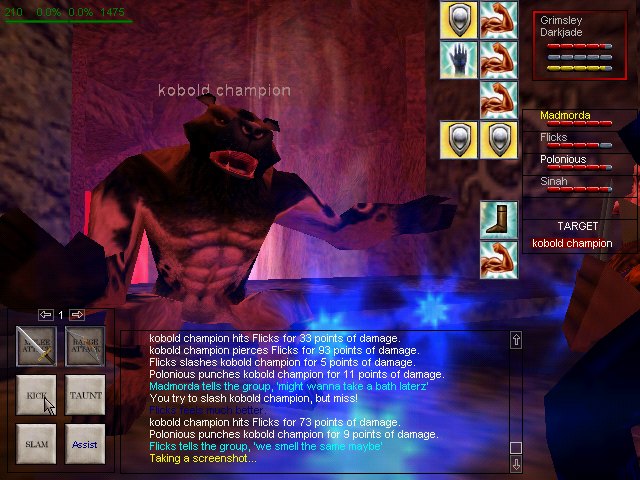 210 0.0% 0.0% 1475
kobold champion
Grimsley
Darkjade
Madmorda
Flicks
Polonious
Sinah
TARGET
kobold champion
1
MELEE
ATTACK
RANGE
ATTACK
KICK
TAUNT
SLAM
Assist
kobold champion hits Flicks for 33 points of damage.
kobold champion pierces Flicks for 93 points of damage.
Flicks slashes kobold champion for 5 points of damage.
Polonious punches kobold champion for 11 points of damage.
Madmorda tells the group, 'might wanna take a bath laterz'
You try to slash kobold champion, but miss!
Flicks feels much better.
kobold champion hits Flicks for 73 points of damage.
Polonious punches kobold champion for 9 points of damage.
Flicks tells the group, 'we smell the same maybe'
Taking a screenshot...